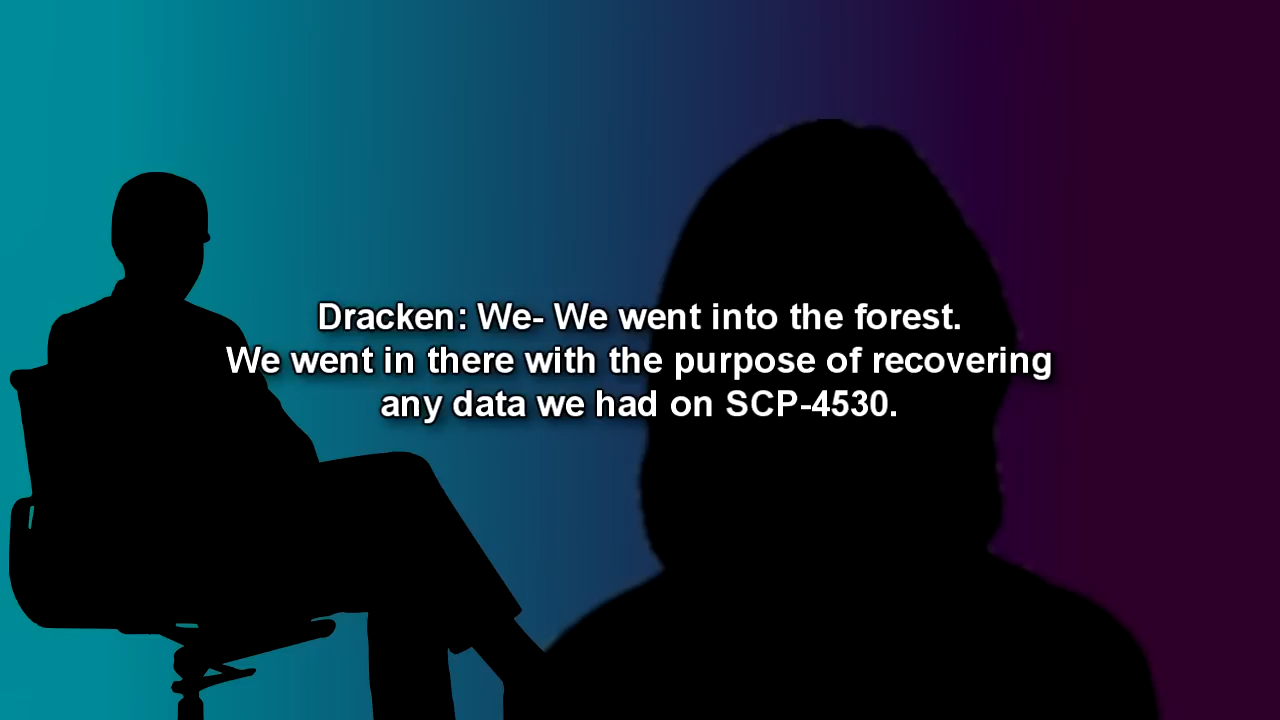 Dracken: We- We went into the forest.
We went in there with the purpose of recovering
any data we had on SCP-4530.